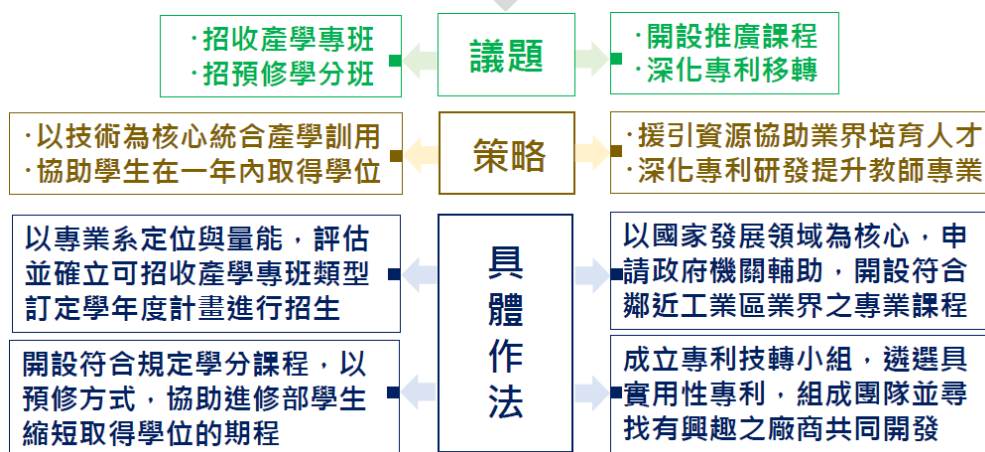 ·招收產學專班
·招預修學分班
議題
·開設推廣課程
·深化專利移轉
·以技術為核心統合產學訓用
·協助學生在一年內取得學位
策略
·援引資源協助業界培育人才
·深化專利研發提升教師專業
以專業系定位與量能，評估
並確立可招收產學專班類型
訂定學年度計畫進行招生
具體作法
以國家發展領域為核心，申
請政府機關輔助，開設符合
鄰近工業區業界之專業課程
開設符合規定學分課程，以
預修方式，協助進修部學生
縮短取得學位的期程
成立專利技轉小組，遴選具
實用性專利，組成團隊並尋
找有興趣之廠商共同開發